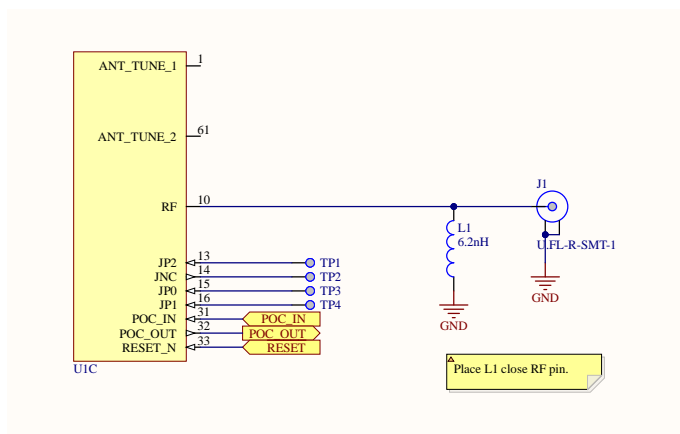 ANT_TUNE_1 1
ANT_TUNE_2 61
RF 10
J1
L1
6.2nH
U.FL-R-SMT-1
JP2 13 TP1
JNC 14 TP2
JP0 15 TP3
JP1 16 TP4
POC_IN 31 POC_IN
POC_OUT 32 POC_OUT
RESET_N 33 RESET
GND
GND
U1C
Place L1 close RF pin.